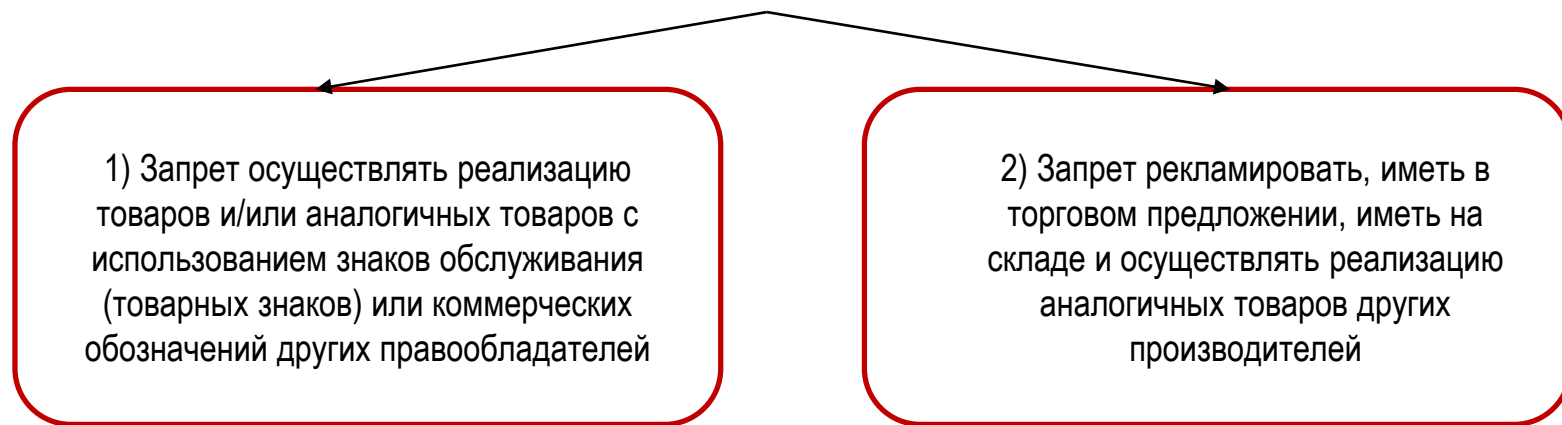 1) Запрет осуществлять реализацию
товаров и/или аналогичных товаров с
использованием знаков обслуживания
(товарных знаков) или коммерческих
обозначений других правообладателей
2) Запрет рекламировать, иметь в
торговом предложении, иметь на
складе и осуществлять реализацию
аналогичных товаров других
производителей